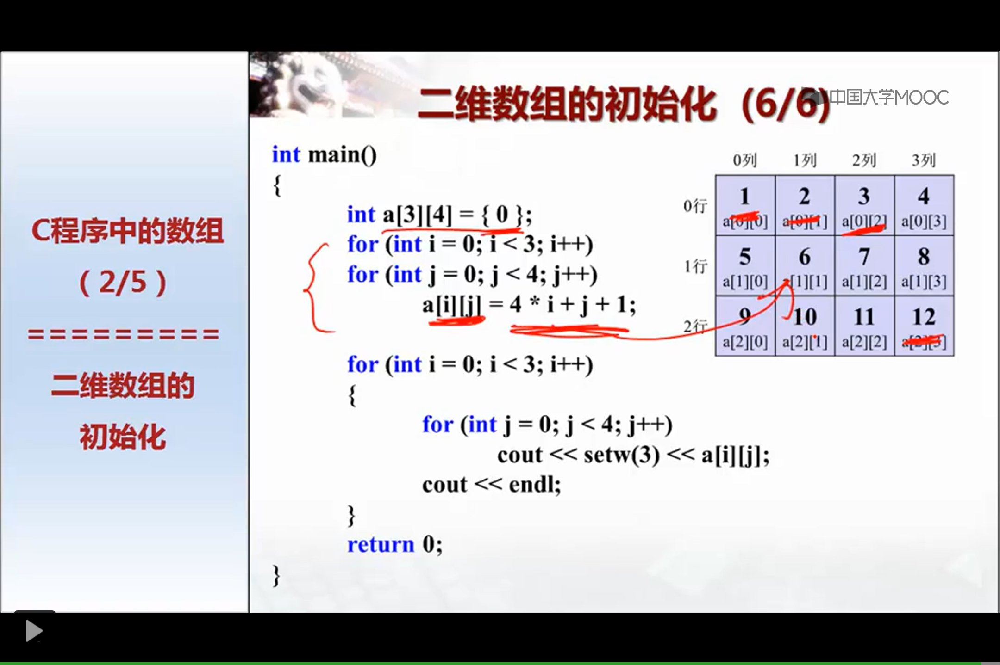 二维数组的初始化 (6/6)
中国大学MOOC
C程序中的数组
(2/5)
=========
二维数组的
初始化
int main()
{
int a[3][4] = { 0 };
for (int i = 0; i < 3; i++)
for (int j = 0; j < 4; j++)
a[i][j] = 4 * i + j + 1;
for (int i = 0; i < 3; i++)
{
for (int j = 0; j < 4; j++)
cout << setw(3) << a[i][j];
cout << endl;
}
return 0;
}
0列 1列 2列 3列
0行 1 2 3 4
a[0][0] a[0][1] a[0][2] a[0][3]
1行 5 6 7 8
a[1][0] a[1][1] a[1][2] a[1][3]
2行 9 10 11 12
a[2][0] a[2][1] a[2][2] a[2][3]